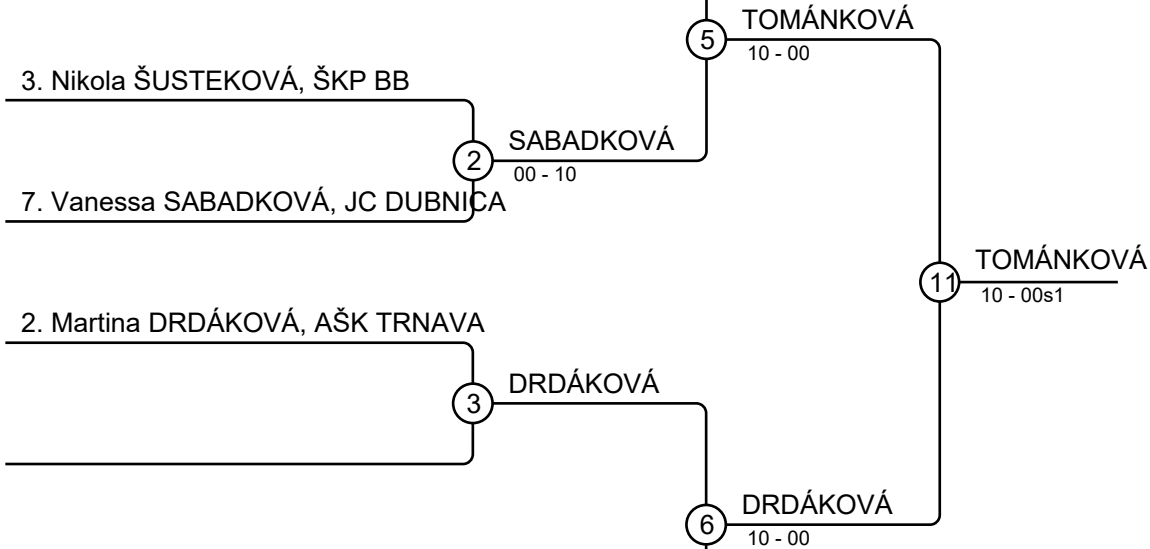 TOMÁNKOVÁ
5
10 - 00
3. Nikola ŠUSTEKOVÁ, ŠKP BB
SABADKOVÁ
2
00 - 10
7. Vanessa SABADKOVÁ, JC DUBNICA
TOMÁNKOVÁ
11
10 - 00s1
2. Martina DRDÁKOVÁ, AŠK TRNAVA
DRDÁKOVÁ
3
DRDÁKOVÁ
6
10 - 00